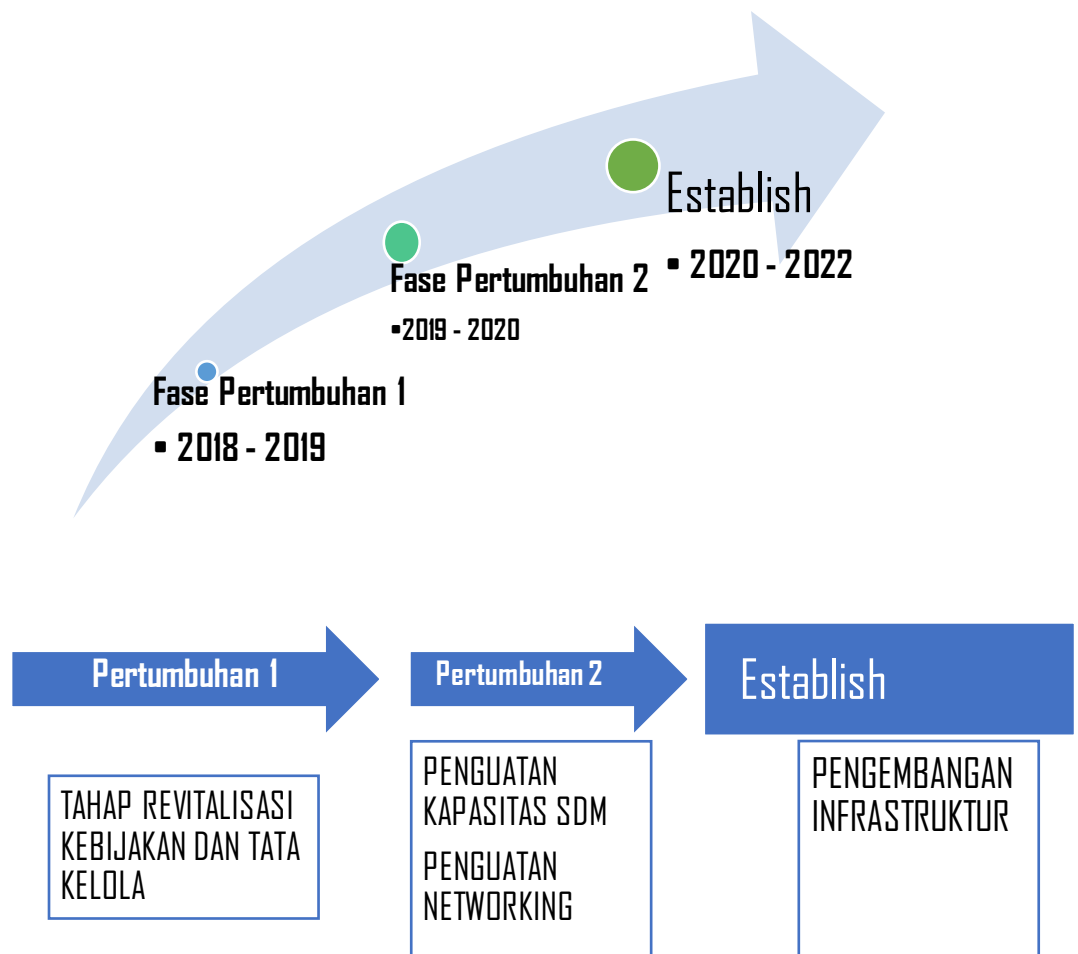 Establish
• 2020 - 2022
Fase Pertumbuhan 2
•2019 - 2020
Fase Pertumbuhan 1
• 2018 - 2019
Pertumbuhan 1
Pertumbuhan 2
Establish
TAHAP REVITALISASI
KEBIJAKAN DAN TATA
KELOLA
PENGUATAN
KAPASITAS SDM
PENGUATAN
NETWORKING
PENGEMBANGAN
INFRASTRUKTUR